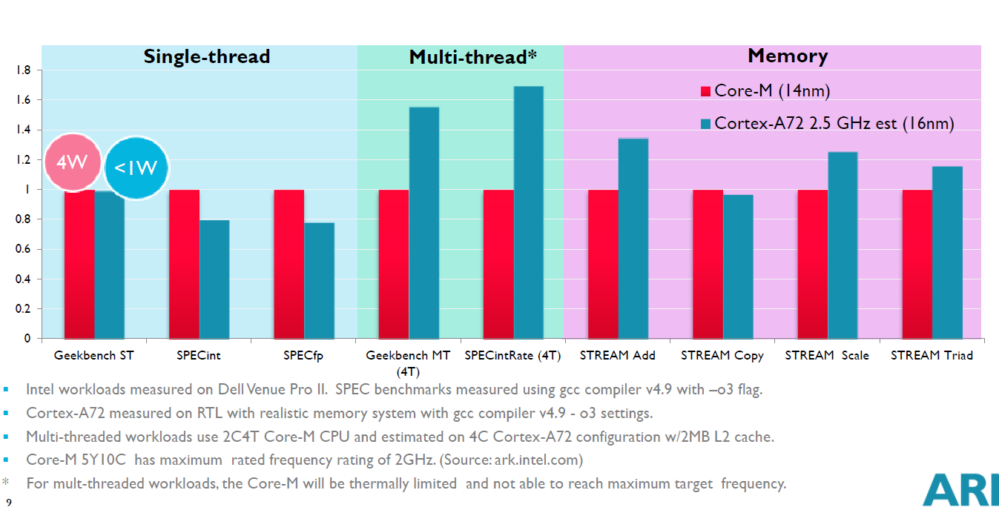 Single-thread
Multi-thread*
Memory
1.8
1.6
1.4
1.2
1
0.8
0.6
0.4
0.2
0
Core-M (14nm)
Cortex-A72 2.5 GHz est (16nm)
4W
<1W
Geekbench ST
SPECint
SPECfp
Geekbench MT
(4T)
SPECintRate (4T)
STREAM Add
STREAM Copy
STREAM Scale
STREAM Triad
▪ Intel workloads measured on Dell Venue Pro II. SPEC benchmarks measured using gcc compiler v4.9 with –o3 flag.
▪ Cortex-A72 measured on RTL with realistic memory system with gcc compiler v4.9 - o3 settings.
▪ Multi-threaded workloads use 2C4T Core-M CPU and estimated on 4C Cortex-A72 configuration w/2MB L2 cache.
▪ Core-M 5Y10C has maximum rated frequency rating of 2GHz. (Source: ark.intel.com)
* For mult-threaded workloads, the Core-M will be thermally limited and not able to reach maximum target frequency.
9